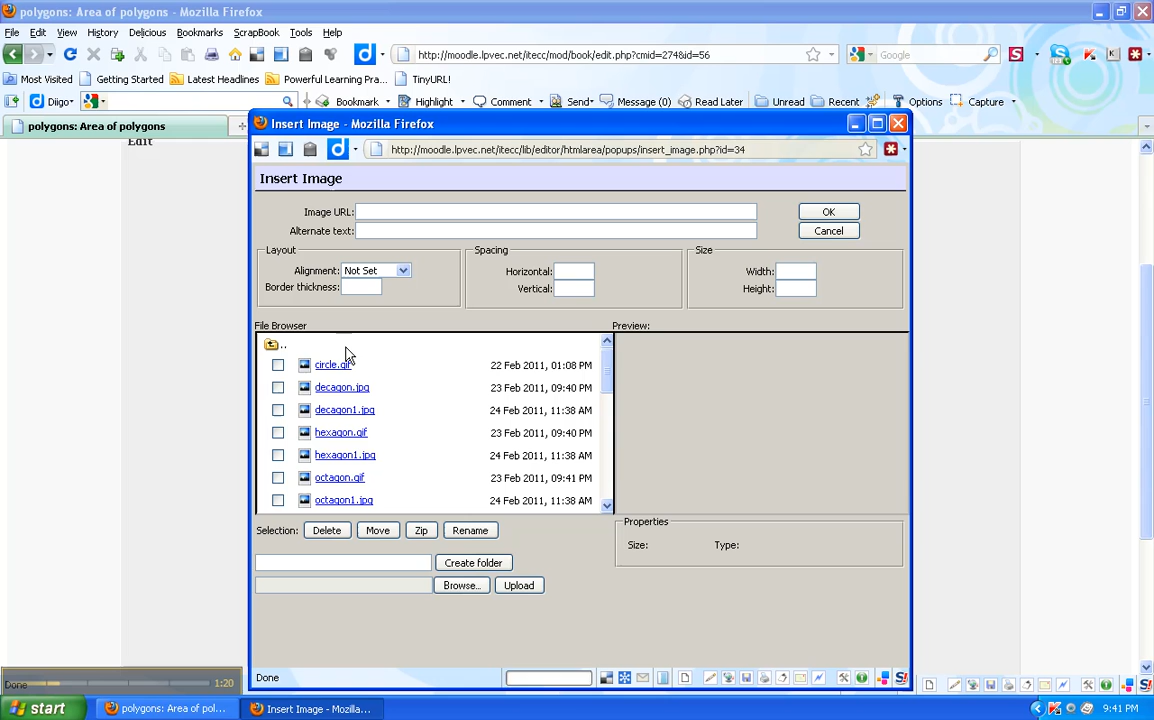 polygons: Area of polygons - Mozilla Firefox
File Edit View History Delicious Bookmarks ScrapBook Tools Help
http://moodle.lpvec.net/itecc/mod/book/edit.php?cmid=274&id=56
Google
Most Visited Getting Started Latest Headlines Powerful Learning Pra... TinyURL!
Diigo Bookmark Highlight Comment Send Message (0) Read Later Unread Recent Options Capture
polygons: Area of polygons
Edit
Insert Image - Mozilla Firefox
http://moodle.lpvec.net/itecc/lib/editor/htmlarea/popups/insert_image.php?id=34
Insert Image
Image URL: OK
Alternate text: Cancel
Layout Spacing Size
Alignment: Not Set Horizontal: Width:
Border thickness: Vertical: Height:
File Browser Preview:
..
circle.gif 22 Feb 2011, 01:08 PM
decagon.jpg 23 Feb 2011, 09:40 PM
decagon1.jpg 24 Feb 2011, 11:38 AM
hexagon.gif 23 Feb 2011, 09:40 PM
hexagon1.jpg 24 Feb 2011, 11:38 AM
octagon.gif 23 Feb 2011, 09:41 PM
octagon1.jpg 24 Feb 2011, 11:38 AM
Selection: Delete Move Zip Rename
Properties
Size: Type:
Create folder
Browse... Upload
Done
Done 1:20
start polygons: Area of pol... Insert Image - Mozilla... 9:41 PM